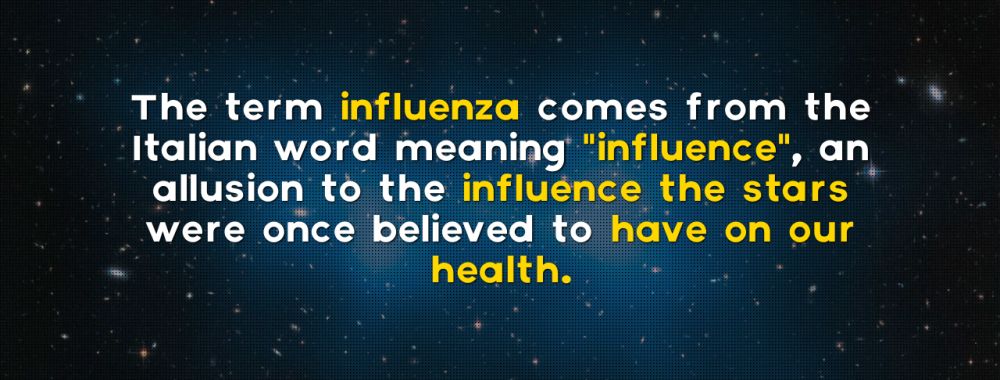 The term influenza comes from the
Italian word meaning "influence", an
allusion to the influence the stars
were once believed to have on our
health.